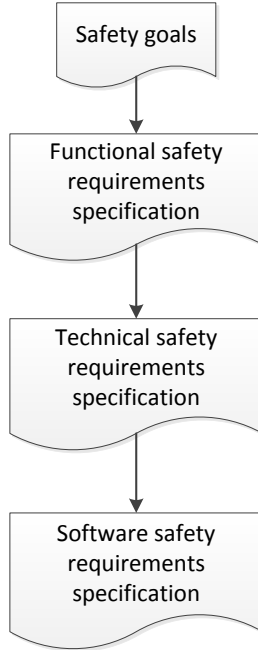 Safety goals
Functional safety
requirements
specification
Technical safety
requirements
specification
Software safety
requirements
specification